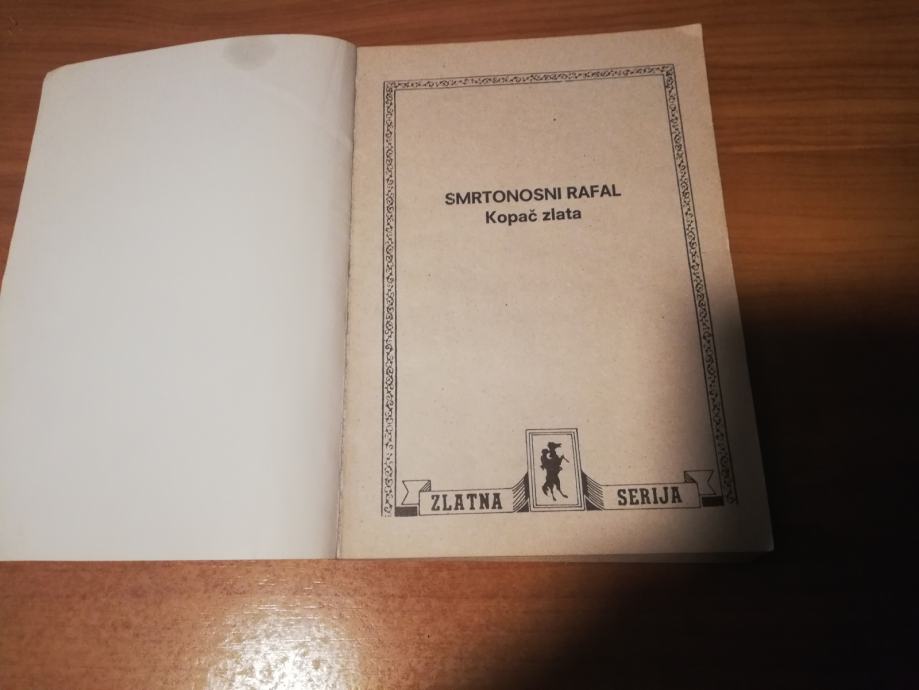 SMRTONOSNI RAFAL
Kopač zlata
ZLATNA SERIJA